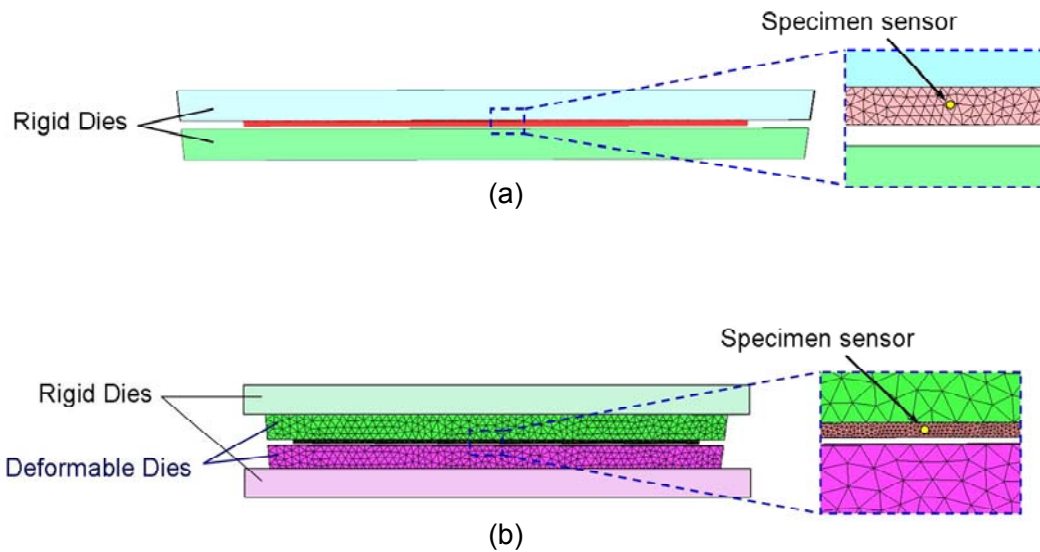 Specimen sensor
Rigid Dies
(a)
Specimen sensor
Rigid Dies
Deformable Dies
(b)